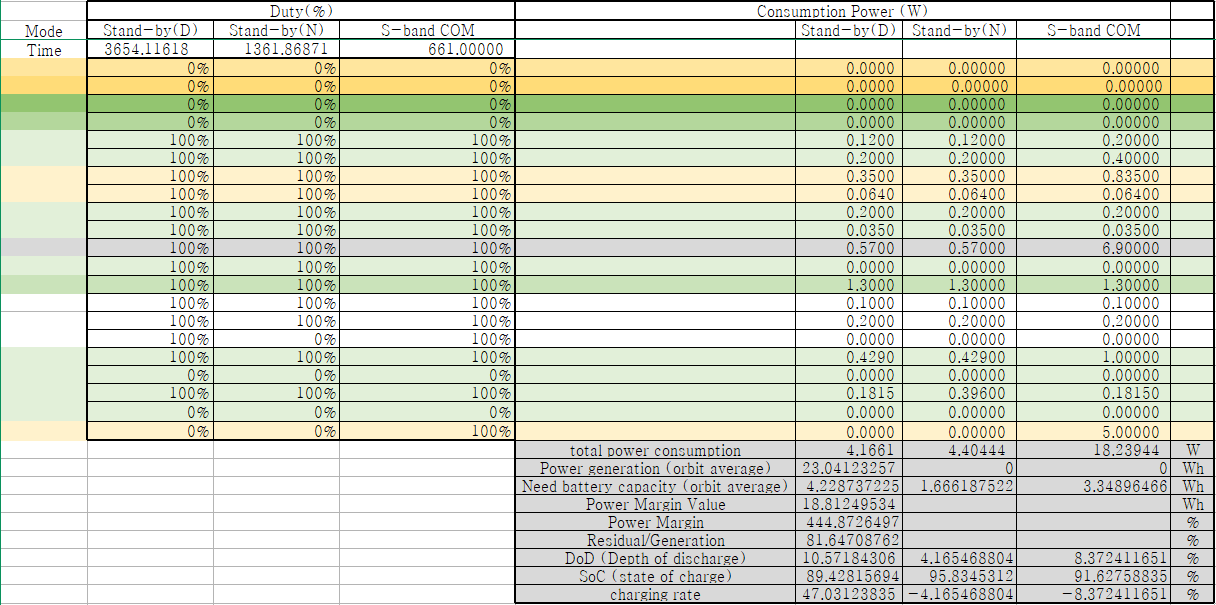 Duty(%) Consumption Power (W)
Mode Stand-by(D) Stand-by(N) S-band COM Stand-by(D) Stand-by(N) S-band COM
Time 3654.11618 1361.86871 661.00000
0% 0% 0% 0.0000 0.00000 0.00000
0% 0% 0% 0.0000 0.00000 0.00000
0% 0% 0% 0.0000 0.00000 0.00000
0% 0% 0% 0.0000 0.00000 0.00000
100% 100% 100% 0.1200 0.12000 0.20000
100% 100% 100% 0.2000 0.20000 0.40000
100% 100% 100% 0.3500 0.35000 0.83500
100% 100% 100% 0.0640 0.06400 0.06400
100% 100% 100% 0.2000 0.20000 0.20000
100% 100% 100% 0.0350 0.03500 0.03500
100% 100% 100% 0.5700 0.57000 6.90000
100% 100% 100% 0.0000 0.00000 0.00000
100% 100% 100% 1.3000 1.30000 1.30000
100% 100% 100% 0.1000 0.10000 0.10000
100% 100% 100% 0.2000 0.20000 0.20000
100% 0% 100% 0.0000 0.00000 0.00000
100% 100% 100% 0.4290 0.42900 1.00000
0% 0% 0% 0.0000 0.00000 0.00000
100% 100% 100% 0.1815 0.39600 0.18150
0% 0% 0% 0.0000 0.00000 0.00000
0% 0% 100% 0.0000 0.00000 5.00000
total power consumption 4.1661 4.40444 18.23944 W
Power generation (orbit average) 23.04123257 0 0 Wh
Need battery capacity (orbit average) 4.228737225 1.666187522 3.34896466 Wh
Power Margin Value 18.81249534 Wh
Power Margin 444.8726497 %
Residual/Generation 81.64708762 %
DoD (Depth of discharge) 10.57184306 4.165468804 8.372411651 %
SoC (state of charge) 89.42815694 95.8345312 91.62758835 %
charging rate 47.03123835 -4.165468804 -8.372411651 %